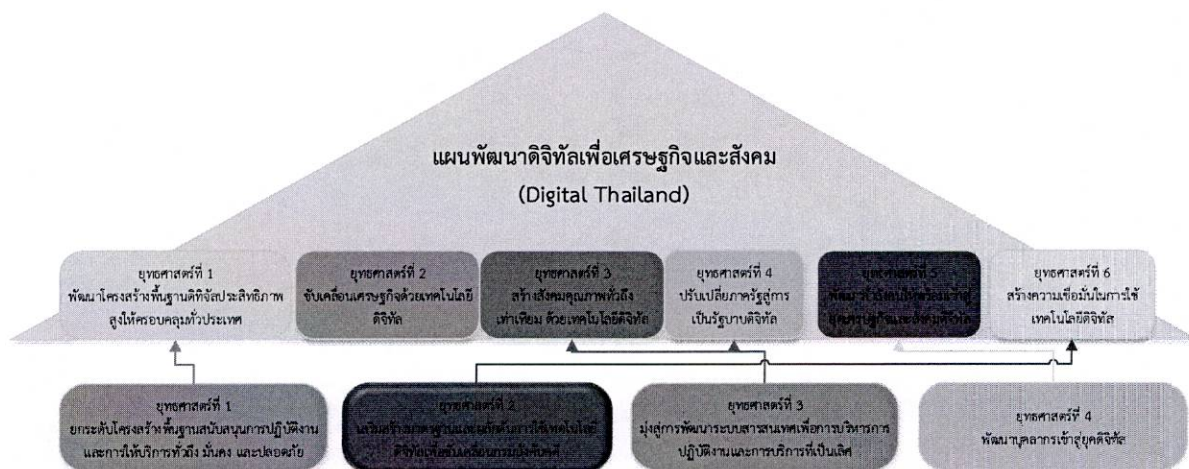 แผนพัฒนาดิจิทัลเพื่อเศรษฐกิจและสังคม
(Digital Thailand)
ยุทธศาสตร์ที่ 1
พัฒนาโครงสร้างพื้นฐานดิจิทัลประสิทธิภาพ
สูงให้ครอบคลุมทั่วประเทศ
ยุทธศาสตร์ที่ 2
ขับเคลื่อนเศรษฐกิจด้วยเทคโนโลยี
ดิจิทัล
ยุทธศาสตร์ที่ 3
สร้างสังคมคุณภาพทั่วถึง
เท่าเทียม ด้วยเทคโนโลยีดิจิทัล
ยุทธศาสตร์ที่ 4
ปรับเปลี่ยภาครัฐสู่การ
เป็นรัฐบาบดิจิทัล
ยุทธศาสตร์ที่ 5
ยุทธศาสตร์ที่ 6
สร้างความเชื่อมั่นในการใช้
เทคโนโลยีดิจิทัล
ยุทธศาสตร์ที่ 1
ยกระดับโครงสร้างพื้นฐานสนับสนุนการปฏิบัติงาน
และการให้บริการทั่วถึง มั่นคง และปลอดภัย
ยุทธศาสตร์ที่ 2
ยุทธศาสตร์ที่ 3
มุ่งสู่การพัฒนาระบบสารสนเทศเพื่อการบริหารการ
ปฏิบัติงานและการบริการที่เป็นเลิศ
ยุทธศาสตร์ที่ 4
พัฒนาบุคลากรเข้าสู่ยุคดิจิทัล